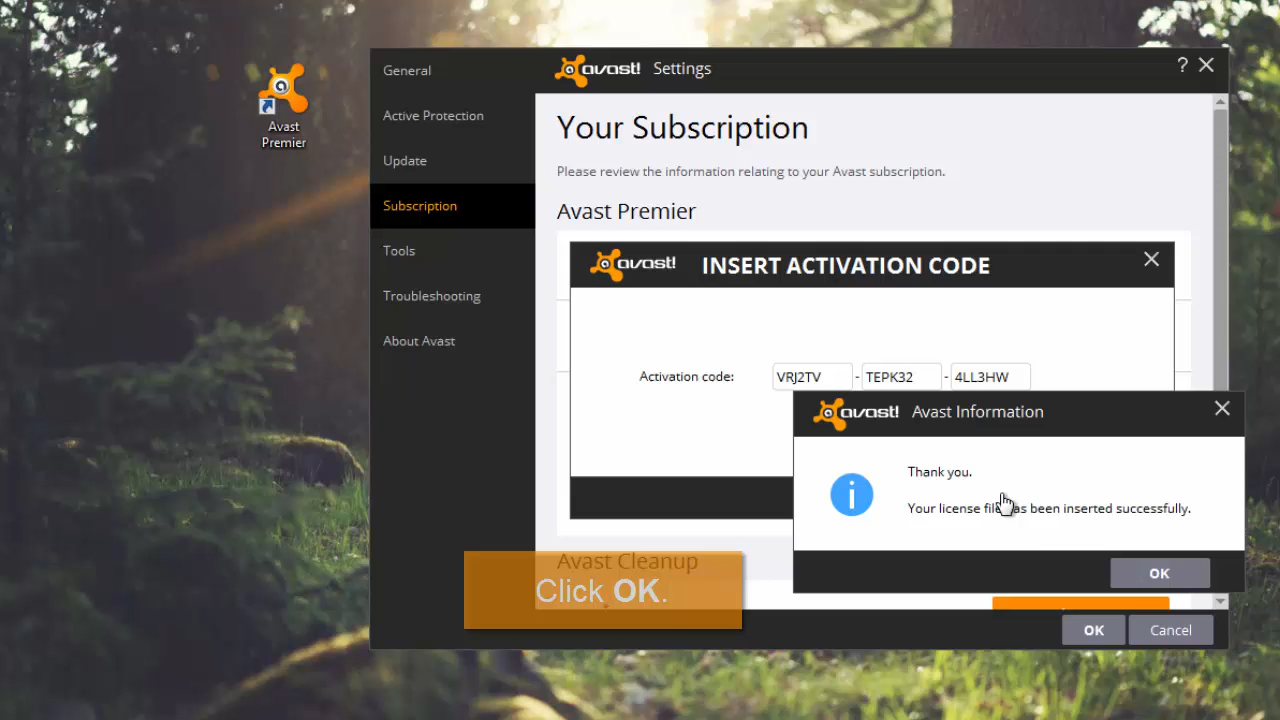 Avast
Premier
General
Active Protection
Update
Subscription
Tools
Troubleshooting
About Avast
avast! Settings
?
Your Subscription
Please review the information relating to your Avast subscription.
Avast Premier
avast! INSERT ACTIVATION CODE
Activation code: VRJ2TV - TEPK32 - 4LL3HW
avast! Avast Information
Thank you.
Your license file has been inserted successfully.
OK
Avast Cleanup
Click OK.
OK Cancel